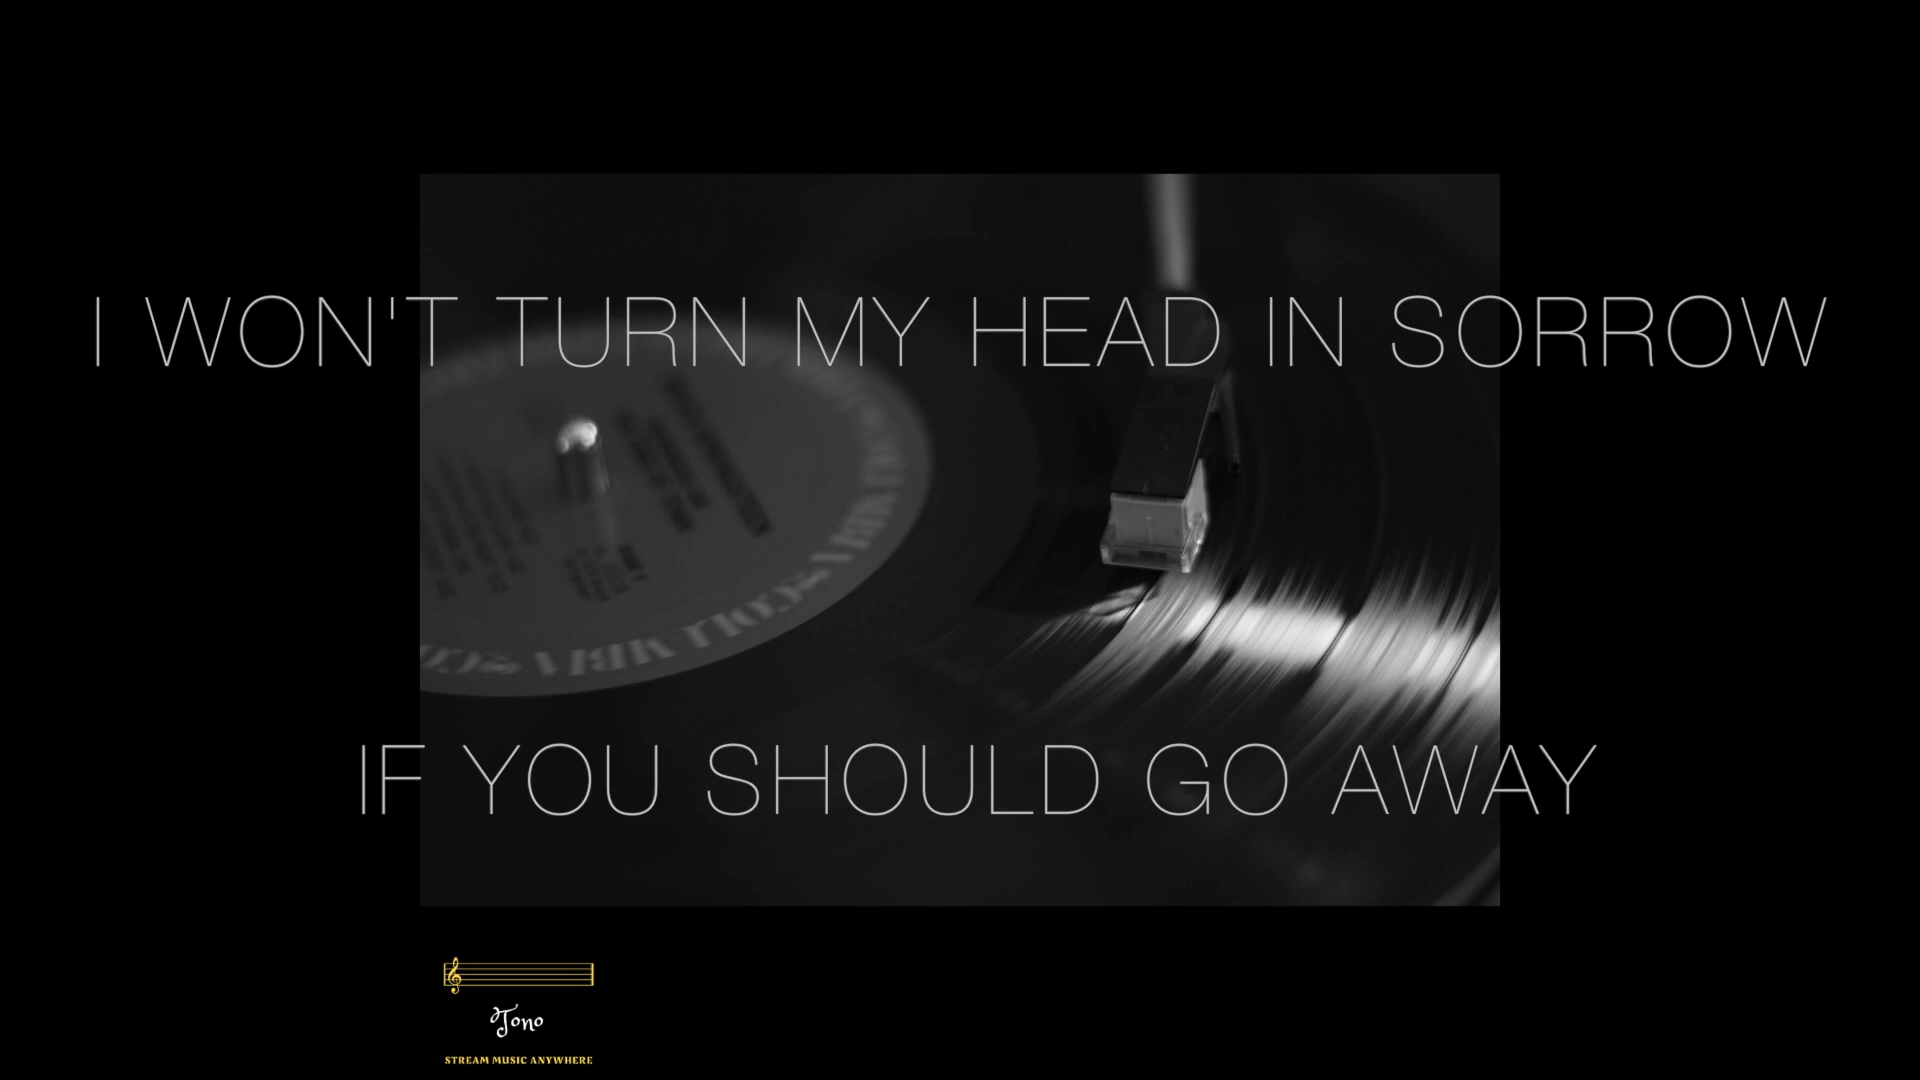 I WON'T TURN MY HEAD IN SORROW
IF YOU SHOULD GO AWAY
Tono
STREAM MUSIC ANYWHERE